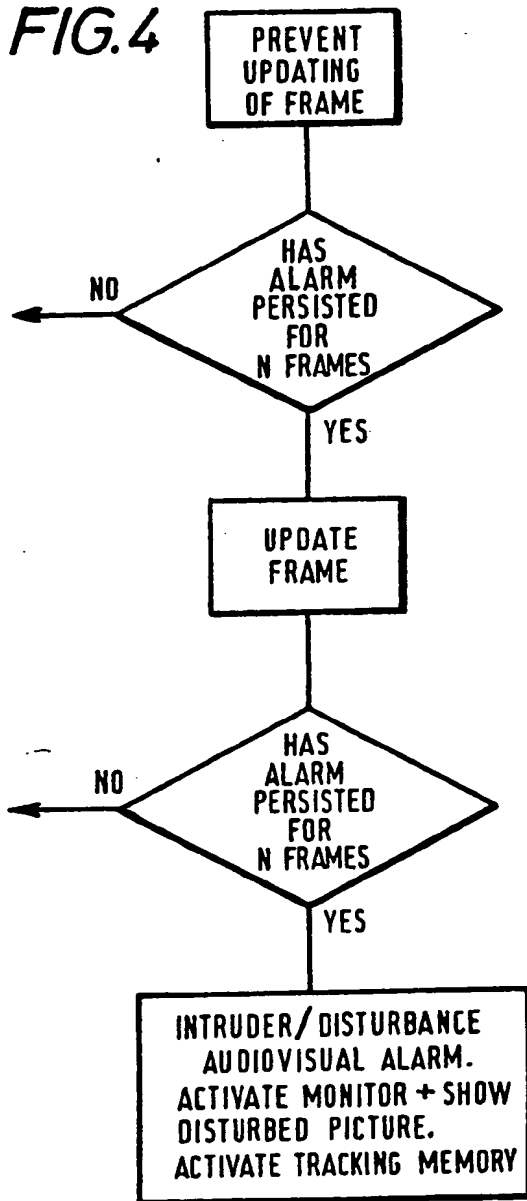 FIG.4
PREVENT
UPDATING
OF FRAME
HAS
ALARM
PERSISTED
FOR
N FRAMES
NO
YES
UPDATE
FRAME
HAS
ALARM
PERSISTED
FOR
N FRAMES
NO
YES
INTRUDER/DISTURBANCE
AUDIOVISUAL ALARM.
ACTIVATE MONITOR + SHOW
DISTURBED PICTURE.
ACTIVATE TRACKING MEMORY